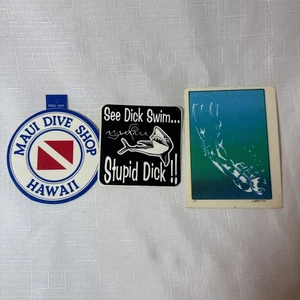 PEEL OFF
MAUI DIVE SHOP
HAWAII
See Dick Swim...
Stupid Dick!!